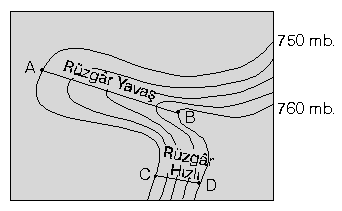 750 mb.
A
Rüzgâr Yavaş
760 mb.
B
Rüzgâr
Hızlı
C
D